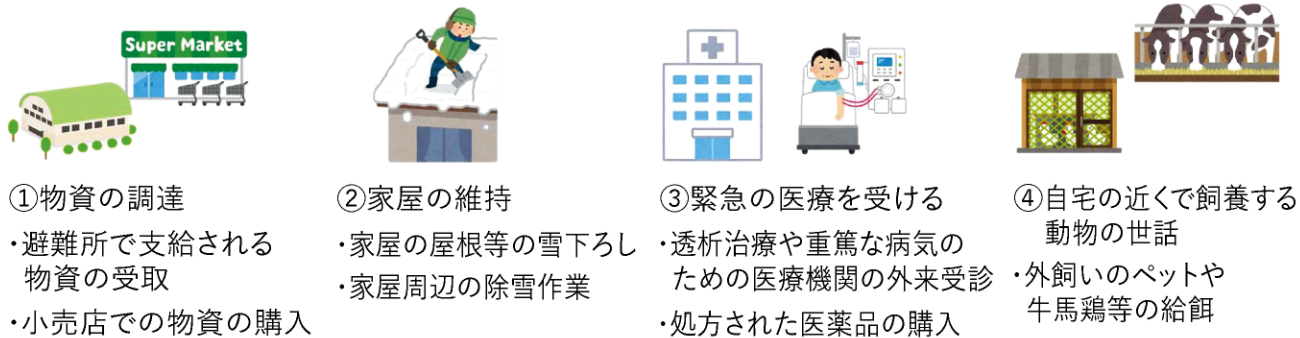 Super Market
①物資の調達
・避難所で支給される
物資の受取
・小売店での物資の購入
②家屋の維持
・家屋の屋根等の雪下ろし
・家屋周辺の除雪作業
③緊急の医療を受ける
・透析治療や重篤な病気の
ための医療機関の外来受診
・処方された医薬品の購入
④自宅の近くで飼養する
動物の世話
・外飼いのペットや
牛馬鶏等の給餌